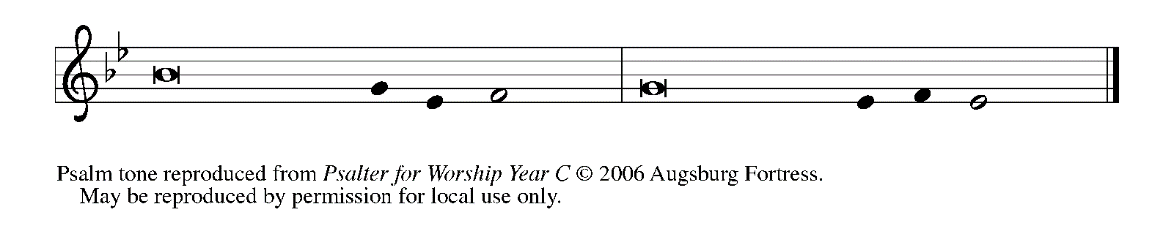 Psalm tone reproduced from Psalter for Worship Year C © 2006 Augsburg Fortress.
May be reproduced by permission for local use only.